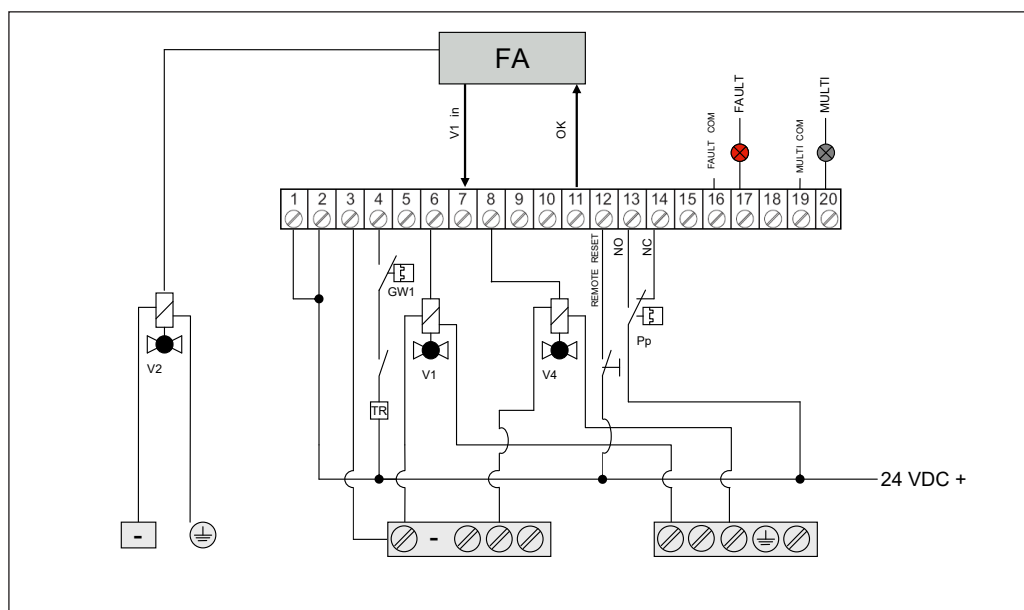 FA
V1 in
OK
FAULT COM
FAULT
MULTI COM
MULTI
1 2 3 4 5 6 7 8 9 10 11 12 13 14 15 16 17 18 19 20
REMOTE RESET
NO
NC
GW1
Pp
V2
V1
V4
TR
24 VDC +
-
-